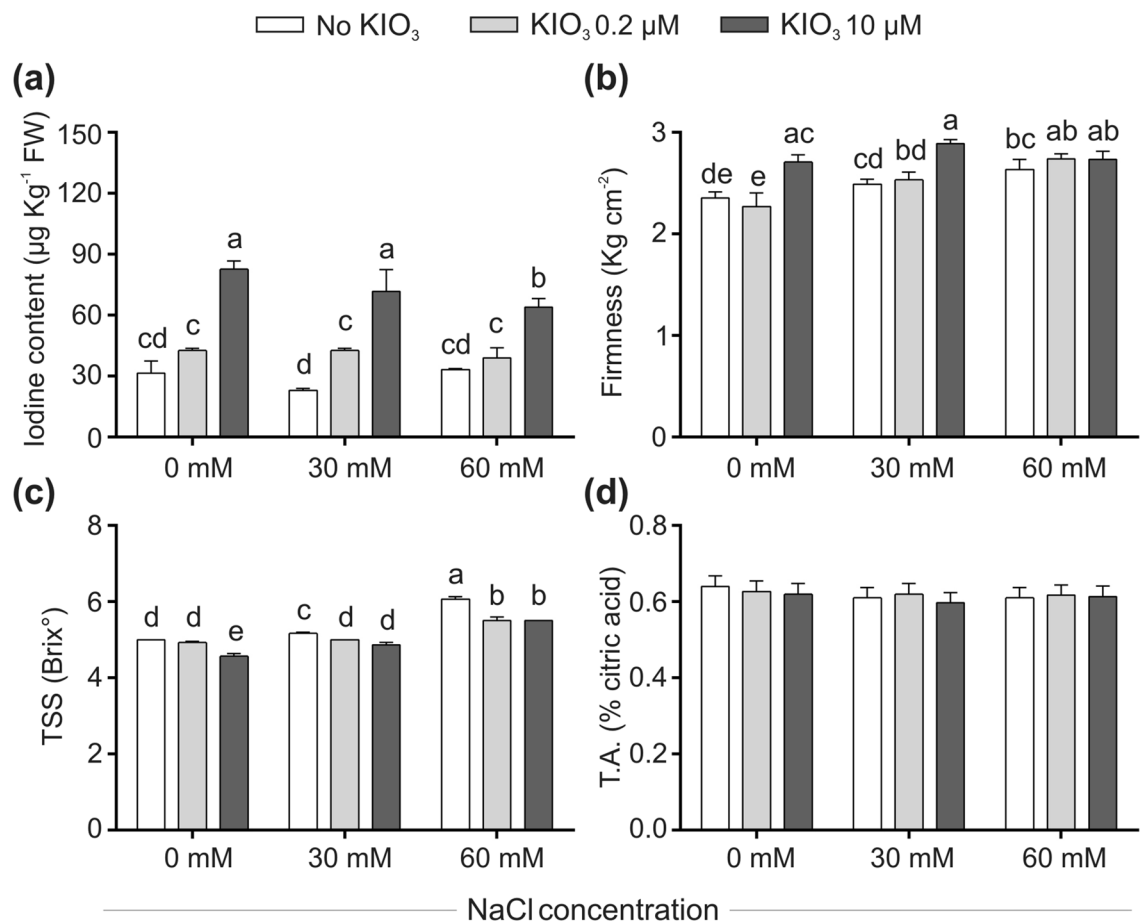 No KIO₃ KIO₃ 0.2 µM KIO₃ 10 µM
(a)
Iodine content (µg Kg⁻¹ FW)
150
120
90
60
30
0
cd c a
d c a
cd c b
0 mM 30 mM 60 mM
(b)
Firmness (Kg cm⁻²)
3
2
1
0
de e ac
cd bd a
bc ab ab
0 mM 30 mM 60 mM
(c)
TSS (Brix°)
8
6
4
2
0
d d e
c d d
a b b
0 mM 30 mM 60 mM
(d)
T.A. (% citric acid)
0.8
0.6
0.4
0.2
0.0
0 mM 30 mM 60 mM
NaCl concentration